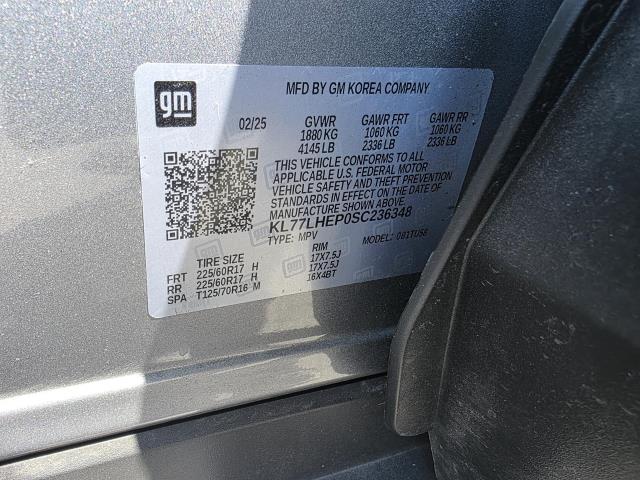 gm
MFD BY GM KOREA COMPANY
02/25 GVWR GAWR FRT GAWR RR
1880 KG 1060 KG 1060 KG
4145 LB 2336 LB 2336 LB
THIS VEHICLE CONFORMS TO ALL
APPLICABLE U.S. FEDERAL MOTOR
VEHICLE SAFETY AND THEFT PREVENTION
STANDARDS IN EFFECT ON THE DATE OF
MANUFACTURE SHOWN ABOVE.
KL77LHEP0SC236348
TYPE: MPV MODEL: 081TU58
TIRE SIZE RIM
FRT 225/60R17 H 17X7.5J
RR 225/60R17 H 17X7.5J
SPA T125/70R16 M 16X4BT